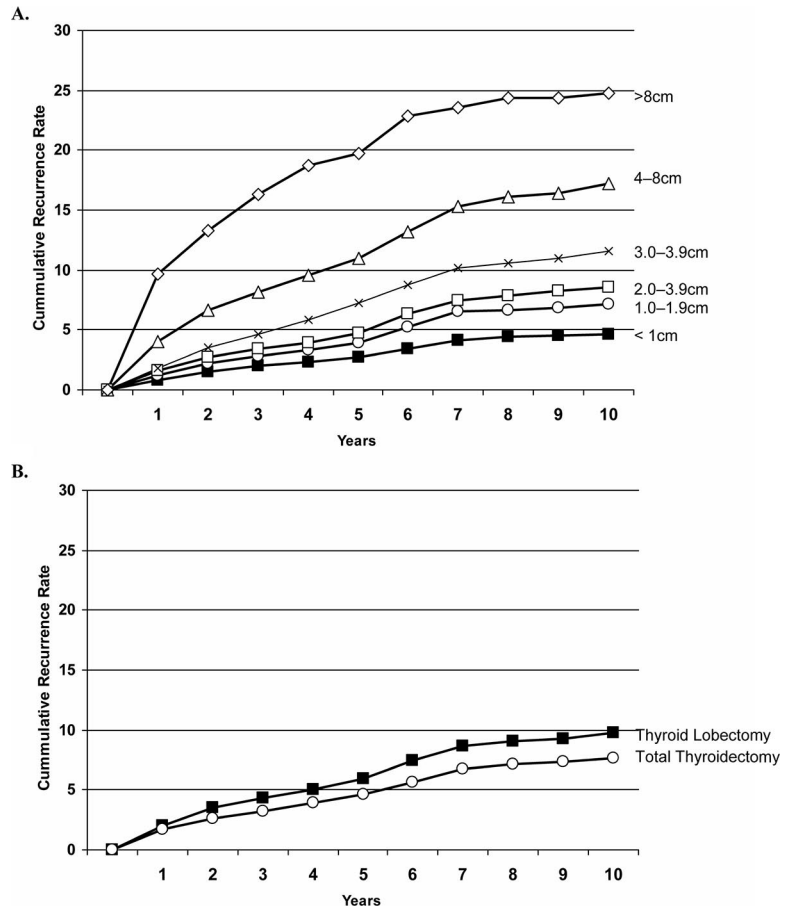 A.
Cummulative Recurrence Rate
30
25
20
15
10
5
0
>8cm
4–8cm
3.0–3.9cm
2.0–3.9cm
1.0–1.9cm
< 1cm
1 2 3 4 5 6 7 8 9 10
Years
B.
Cummulative Recurrence Rate
30
25
20
15
10
5
0
Thyroid Lobectomy
Total Thyroidectomy
1 2 3 4 5 6 7 8 9 10
Years